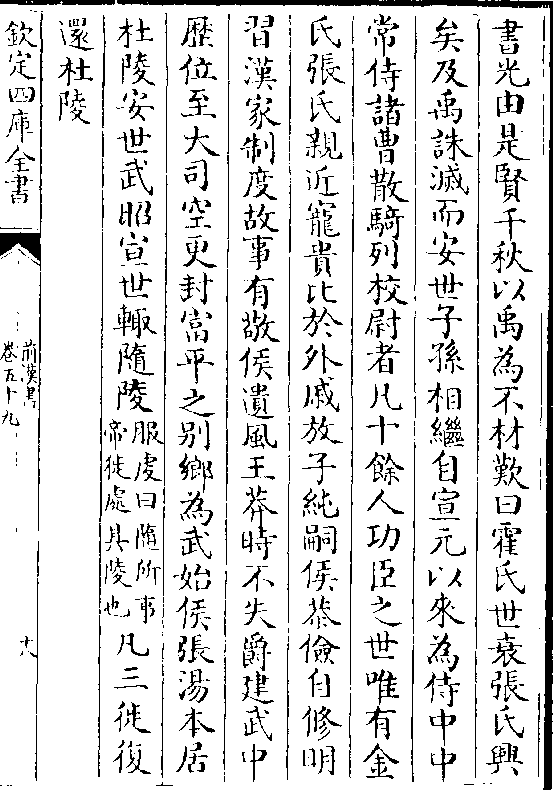 書光由是賢千秋以禹為不材歎曰霍氏世衰張氏興
矣及禹誅滅而安世子孫相繼自宣元以來為侍中中
常侍諸曹散騎列校尉者凡十餘人功臣之世唯有金
氏張氏親近寵貴比於外戚放子純嗣侯恭儉自修明
習漢家制度故事有敬侯遺風王莽時不失爵建武中
歷位至大司空更封富平之别鄉為武始侯張湯本居
杜陵安世武昭宣世輙隨陵
服虔曰隨所事
帝徙處其陵也
凡三徙復
還杜陵
欽定四庫全書
前漢書
卷五十九
十八